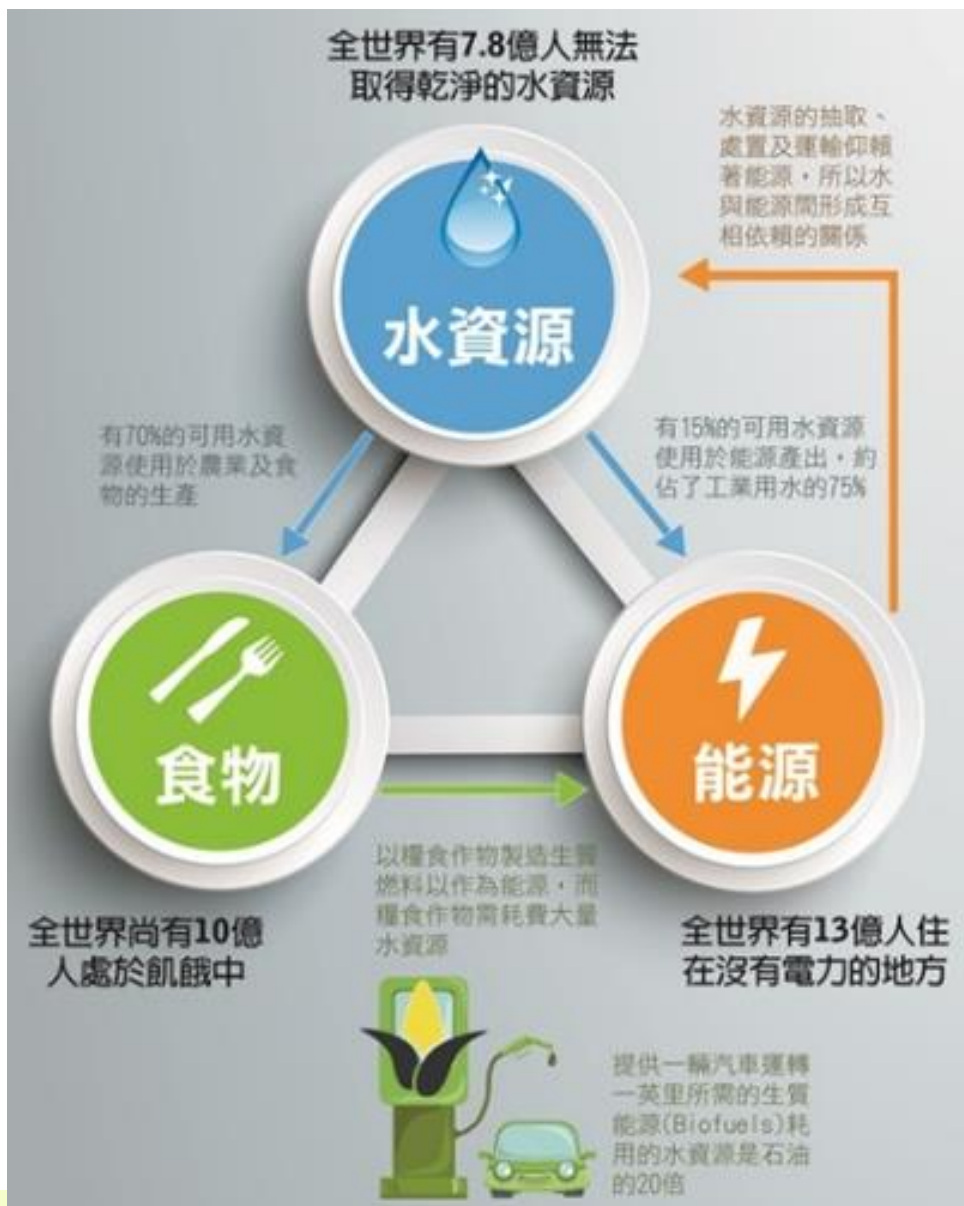 全世界有7.8億人無法
取得乾淨的水資源
水資源的抽取、
處置及運輸仰賴
著能源，所以水
與能源間形成互
相依賴的關係
水資源
有70%的可用水資
源使用於農業及食
物的生產
有15%的可用水資源
使用於能源產出，約
佔了工業用水的75%
食物
能源
以糧食作物製造生質
燃料以作為能源，而
糧食作物需耗費大量
水資源
全世界尚有10億
人處於飢餓中
全世界有13億人住
在沒有電力的地方
提供一輛汽車運轉
一英里所需的生質
能源(Biofuels)耗
用的水資源是石油
的20倍